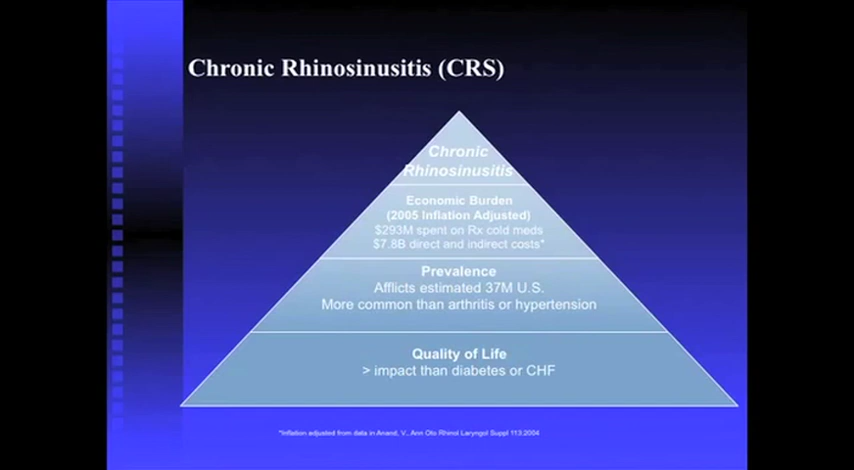 Chronic Rhinosinusitis (CRS)
Chronic
Rhinosinusitis
Economic Burden
(2005 Inflation Adjusted)
$293M spent on Rx cold meds
$7.8B direct and indirect costs*
Prevalence
Afflicts estimated 37M U.S.
More common than arthritis or hypertension
Quality of Life
> impact than diabetes or CHF
*Inflation adjusted from data in Anand, V., Ann Oto Rhinol Laryngol Suppl 113:2004